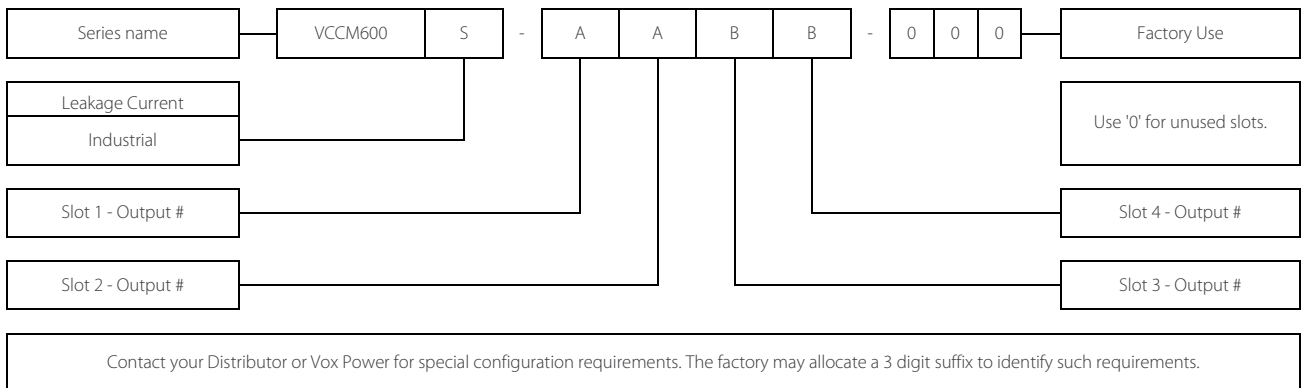 Series name
VCCM600 S - A A B B - 0 0 0
Factory Use
Leakage Current
Industrial
Use '0' for unused slots.
Slot 1 - Output #
Slot 4 - Output #
Slot 2 - Output #
Slot 3 - Output #
Contact your Distributor or Vox Power for special configuration requirements. The factory may allocate a 3 digit suffix to identify such requirements.